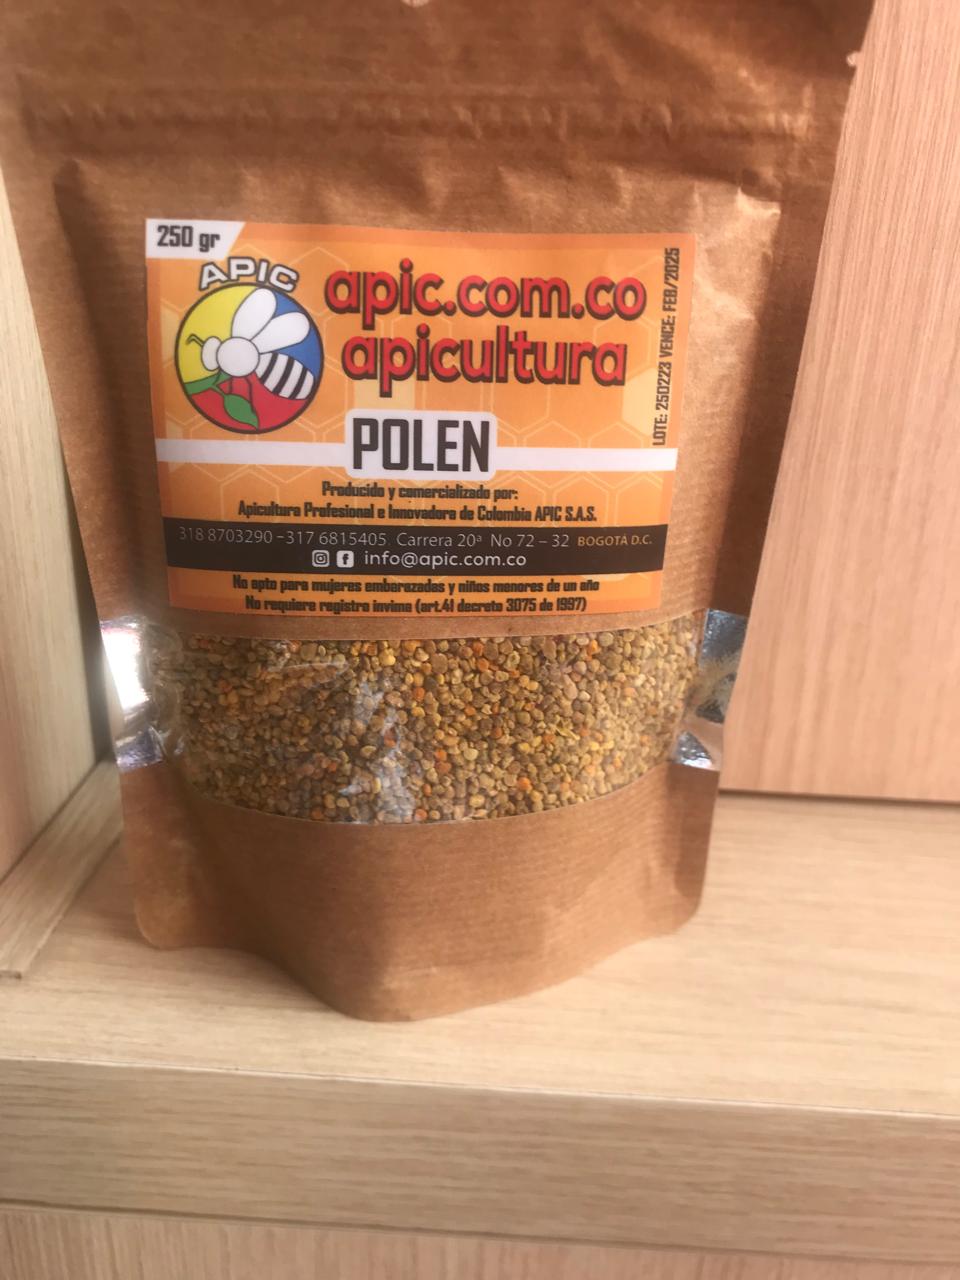 250 gr
APIC
apic.com.co
apicultura
LOTE: 250223 VENCE: FEB/2025
POLEN
Producido y comercializado por:
Apicultura Profesional e Innovadora de Colombia APIC S.A.S.
318 8703290 -317 6815405 Carrera 20ª No 72 - 32 BOGOTÁ D.C.
info@apic.com.co
No apto para mujeres embarazadas y niños menores de un año
No requiere registro invima (art.41 decreto 3075 de 1997)